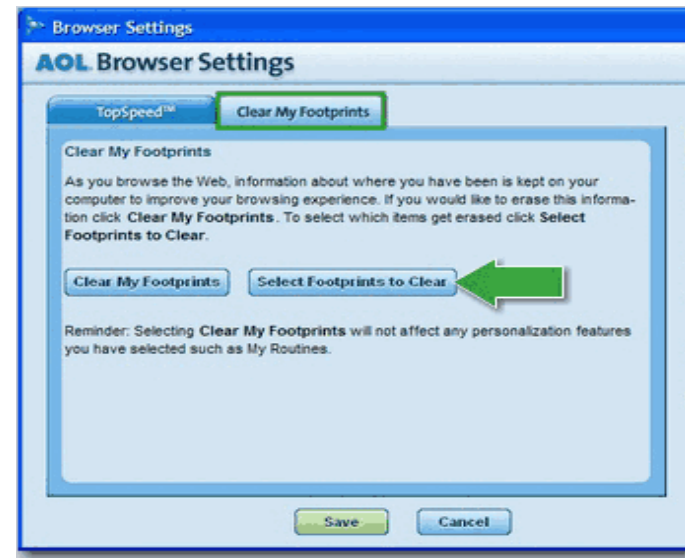 Browser Settings
AOL Browser Settings
TopSpeed™ Clear My Footprints
Clear My Footprints
As you browse the Web, information about where you have been is kept on your
computer to improve your browsing experience. If you would like to erase this informa-
tion click Clear My Footprints. To select which items get erased click Select
Footprints to Clear.
Clear My Footprints Select Footprints to Clear
Reminder: Selecting Clear My Footprints will not affect any personalization features
you have selected such as My Routines.
Save Cancel